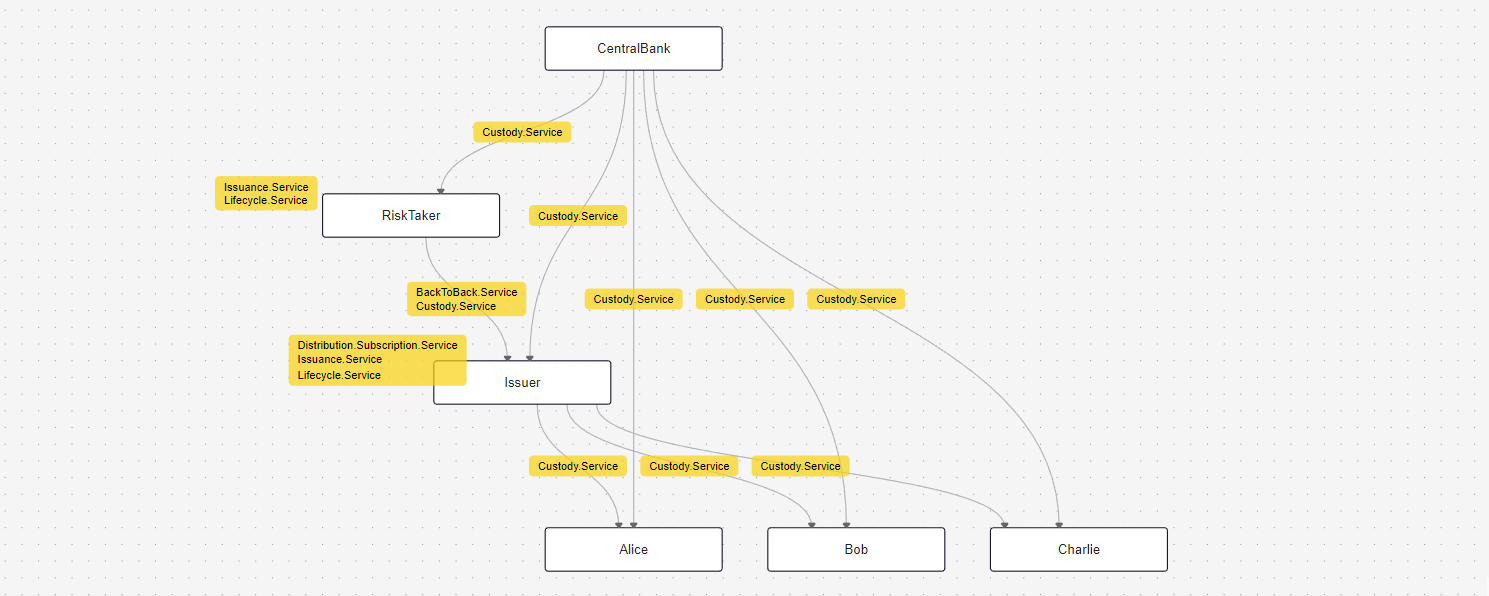 CentralBank
Custody.Service
Issuance.Service
Lifecycle.Service
RiskTaker
Custody.Service
BackToBack.Service
Custody.Service
Custody.Service
Custody.Service
Custody.Service
Distribution.Subscription.Service
Issuance.Service
Lifecycle.Service
Issuer
Custody.Service
Custody.Service
Custody.Service
Alice
Bob
Charlie